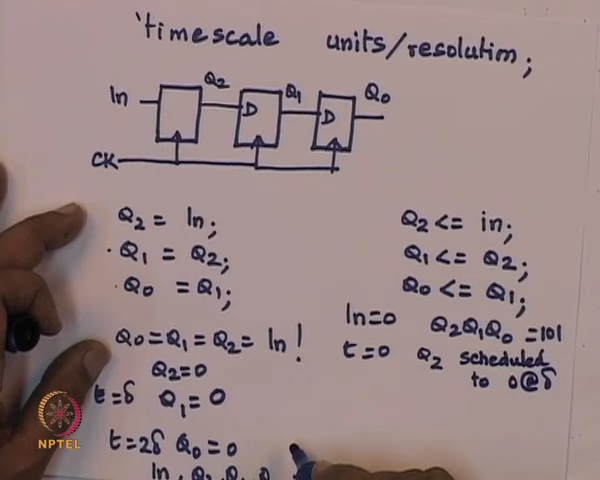 'timescale units/resolution;
In Q2 Q1 Q0
D D
CK
Q2 = In;
Q1 = Q2;
Q0 = Q1;
Q0=Q1=Q2= In!
Q2=0
t=δ Q1=0
t=2δ Q0=0
Q2 <= in;
Q1 <= Q2;
Q0 <= Q1;
In=0 Q2Q1Q0 =101
t=0 Q2 scheduled
to 0@δ
NPTEL